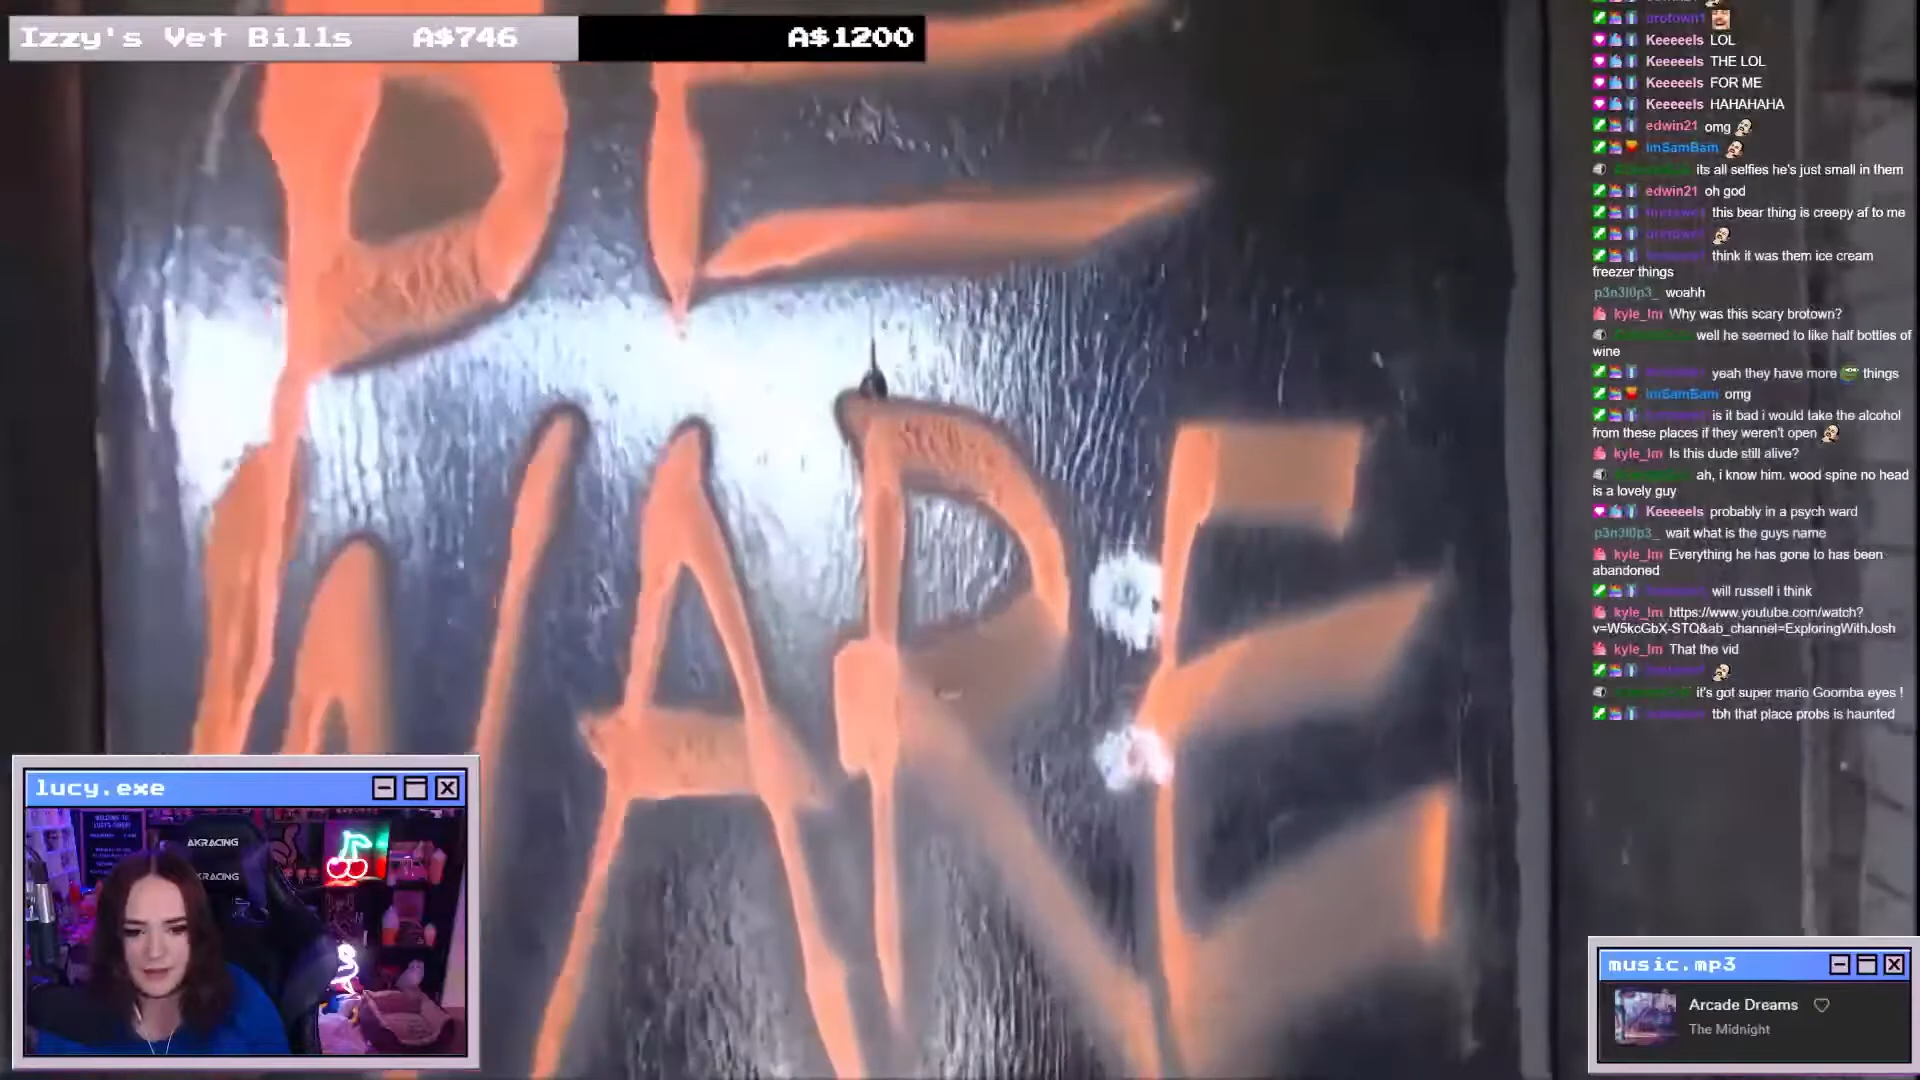 Izzy's Vet Bills A$746 A$1200
BE
WARE
brotown1
Keeeeels LOL
Keeeeels THE LOL
Keeeeels FOR ME
Keeeeels HAHAHAHA
edwin21 omg
ImSamBam
its all selfies he's just small in them
edwin21 oh god
this bear thing is creepy af to me
think it was them ice cream
freezer things
p3n3l0p3_ woahh
kyle_lm Why was this scary brotown?
well he seemed to like half bottles of
wine
yeah they have more things
ImSamBam omg
is it bad i would take the alcohol
from these places if they weren't open
kyle_lm Is this dude still alive?
ah, i know him. wood spine no head
is a lovely guy
Keeeeels probably in a psych ward
p3n3l0p3_ wait what is the guys name
kyle_lm Everything he has gone to has been
abandoned
will russell i think
kyle_lm https://www.youtube.com/watch?
v=W5kcGbX-STQ&ab_channel=ExploringWithJosh
kyle_lm That the vid
it's got super mario Goomba eyes !
tbh that place probs is haunted
lucy.exe
AKRACING
music.mp3
Arcade Dreams
The Midnight